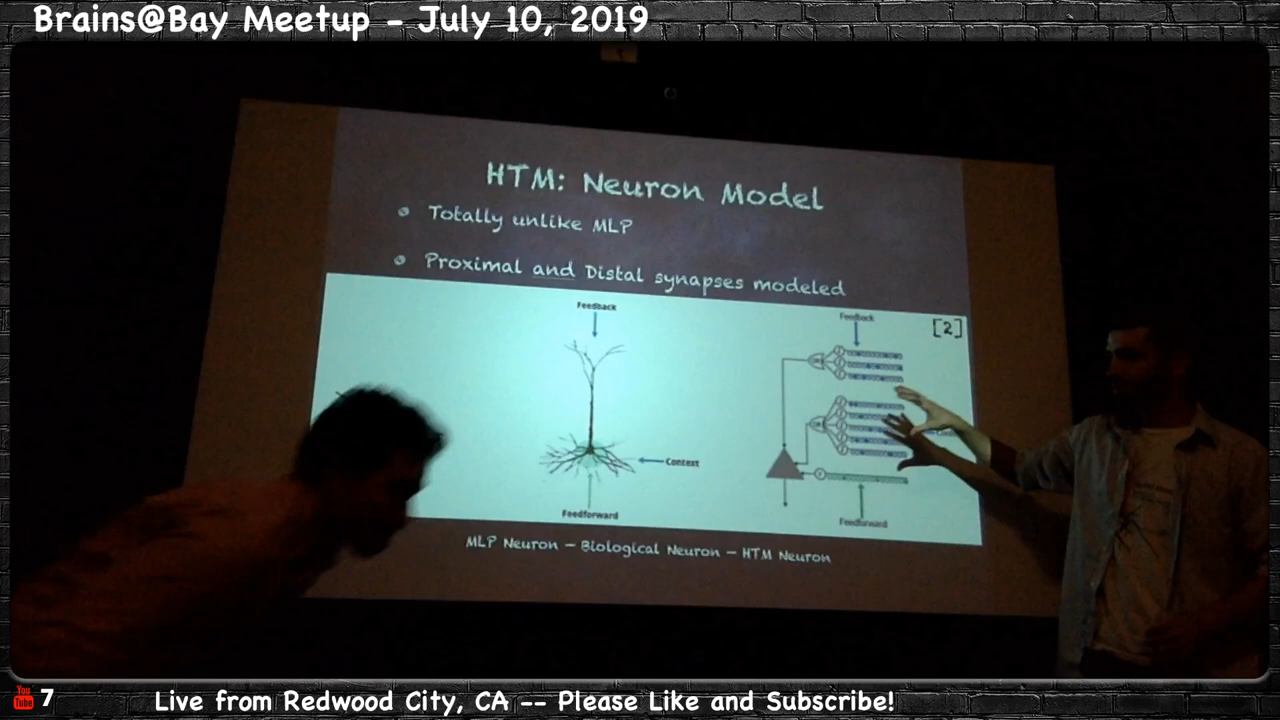 Brains@Bay Meetup - July 10, 2019
HTM: Neuron Model
Totally unlike MLP
Proximal and Distal synapses modeled
[2]
Feedback
Feedback
Context
Feedforward
Feedforward
MLP Neuron – Biological Neuron – HTM Neuron
You
Tube
7
Live from Redwood City, CA -- Please Like and Subscribe!